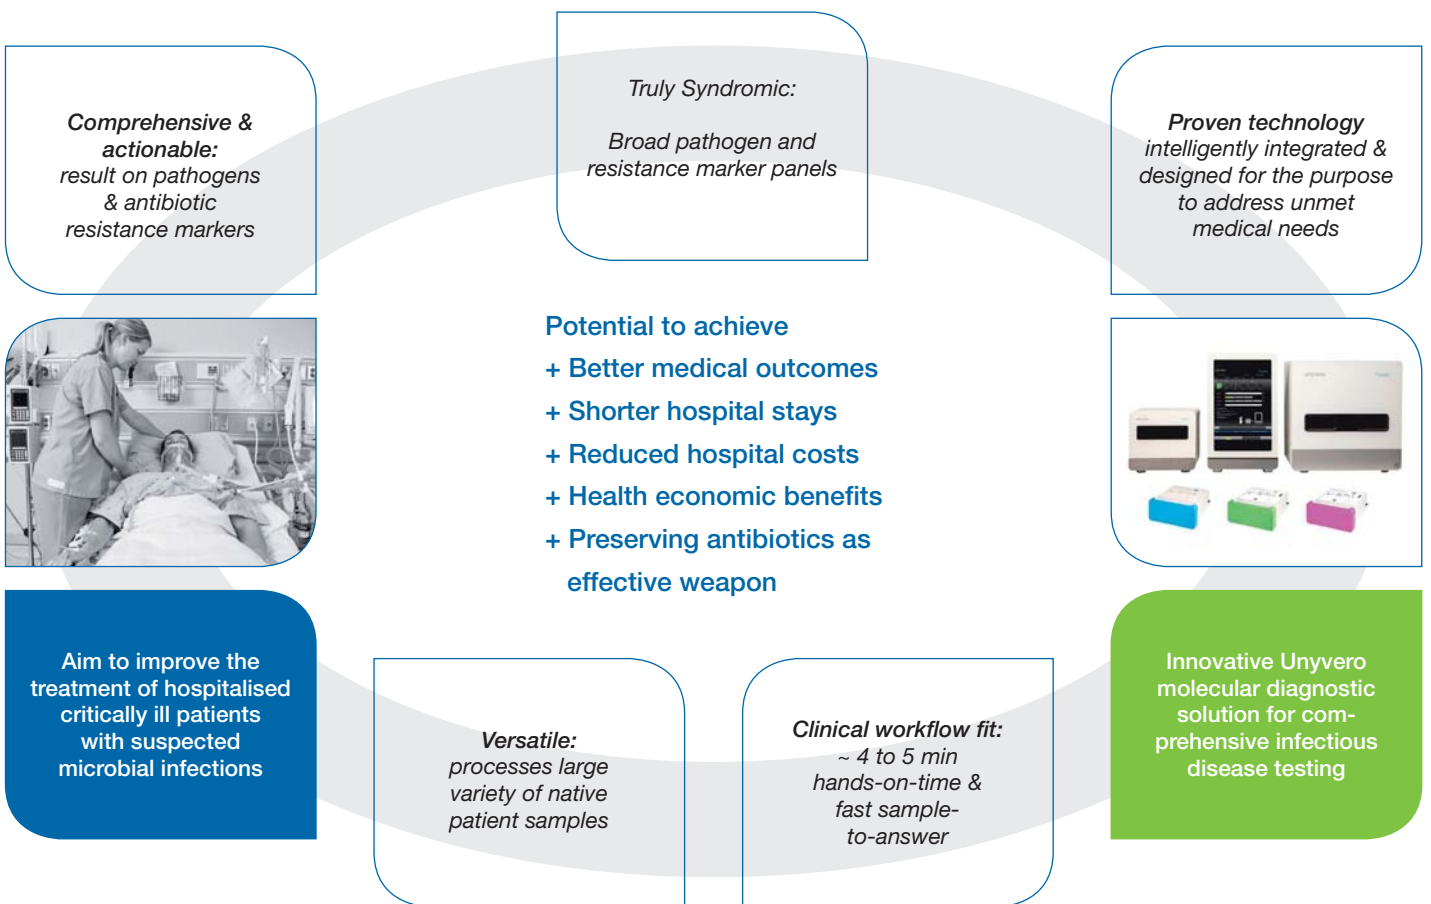 Comprehensive &
actionable:
result on pathogens
& antibiotic
resistance markers
Truly Syndromic:
Broad pathogen and
resistance marker panels
Proven technology
intelligently integrated &
designed for the purpose
to address unmet
medical needs
Potential to achieve
+ Better medical outcomes
+ Shorter hospital stays
+ Reduced hospital costs
+ Health economic benefits
+ Preserving antibiotics as
effective weapon
Aim to improve the
treatment of hospitalised
critically ill patients
with suspected
microbial infections
Versatile:
processes large
variety of native
patient samples
Clinical workflow fit:
~ 4 to 5 min
hands-on-time &
fast sample-
to-answer
Innovative Unyvero
molecular diagnostic
solution for com-
prehensive infectious
disease testing